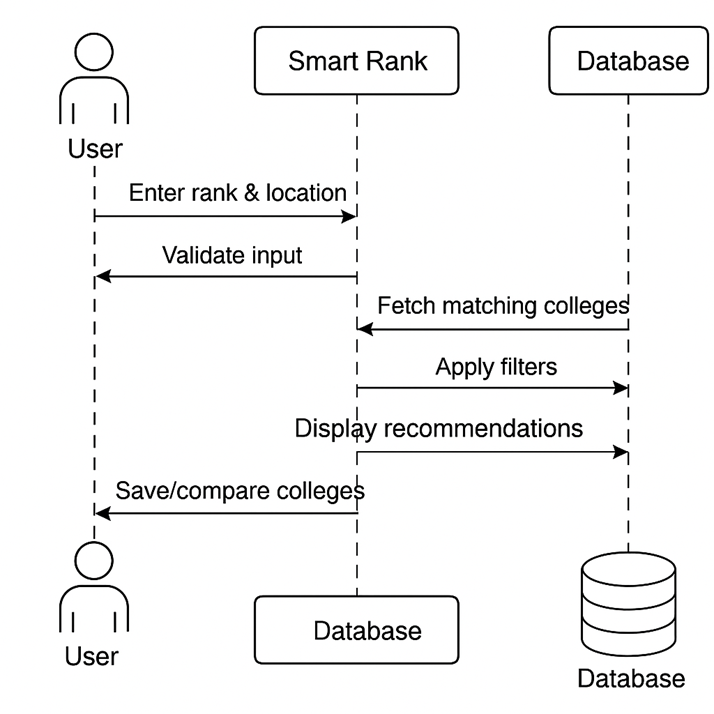 Smart Rank
Database
User
Enter rank & location
Validate input
Fetch matching colleges
Apply filters
Display recommendations
Save/compare colleges
Database
User
Database